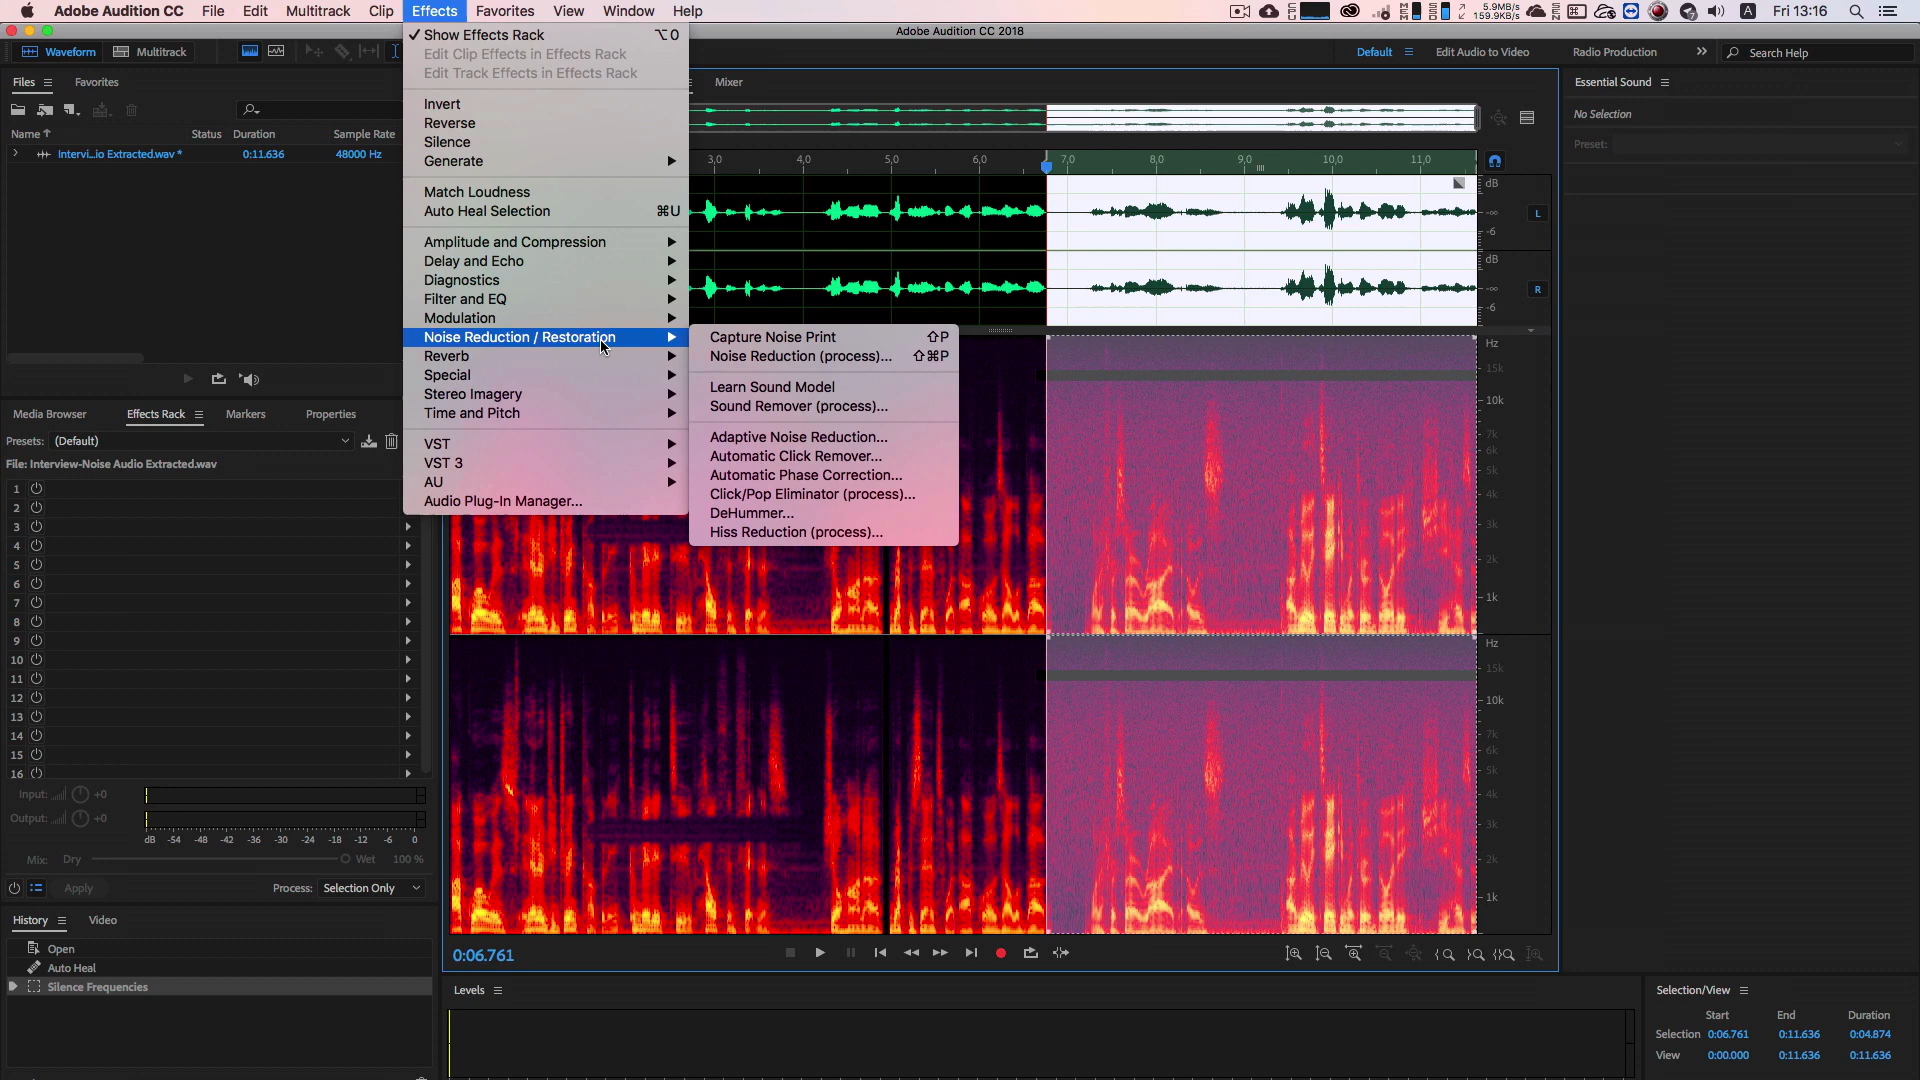 Adobe Audition CC File Edit Multitrack Clip Effects Favorites View Window Help
5.9MB/s
159.9KB/s
Fri 13:16
Adobe Audition CC 2018
Waveform Multitrack
Default Edit Audio to Video Radio Production Search Help
Files Favorites
Name Status Duration Sample Rate
Intervi...io Extracted.wav * 0:11.636 48000 Hz
✓ Show Effects Rack ⌥0
Edit Clip Effects in Effects Rack
Edit Track Effects in Effects Rack
Invert
Reverse
Silence
Generate
Match Loudness
Auto Heal Selection ⌘U
Amplitude and Compression
Delay and Echo
Diagnostics
Filter and EQ
Modulation
Noise Reduction / Restoration
Reverb
Special
Stereo Imagery
Time and Pitch
VST
VST 3
AU
Audio Plug-In Manager...
Capture Noise Print ⇧P
Noise Reduction (process)... ⇧⌘P
Learn Sound Model
Sound Remover (process)...
Adaptive Noise Reduction...
Automatic Click Remover...
Automatic Phase Correction...
Click/Pop Eliminator (process)...
DeHummer...
Hiss Reduction (process)...
Mixer
3,0 4,0 5,0 6,0 7,0 8,0 9,0 10,0 11,0
dB
-∞
-6
L
dB
-∞
-6
R
Hz
15k
10k
7k
6k
5k
4k
3k
2k
1k
Hz
15k
10k
7k
6k
5k
4k
3k
2k
1k
Essential Sound
No Selection
Preset:
Media Browser Effects Rack Markers Properties
Presets: (Default)
File: Interview-Noise Audio Extracted.wav
1
2
3
4
5
6
7
8
9
10
11
12
13
14
15
16
Input: +0
Output: +0
dB -54 -48 -42 -36 -30 -24 -18 -12 -6 0
Mix: Dry Wet 100 %
Apply Process: Selection Only
History Video
Open
Auto Heal
Silence Frequencies
0:06.761
Levels
Selection/View
Start End Duration
Selection 0:06.761 0:11.636 0:04.874
View 0:00.000 0:11.636 0:11.636